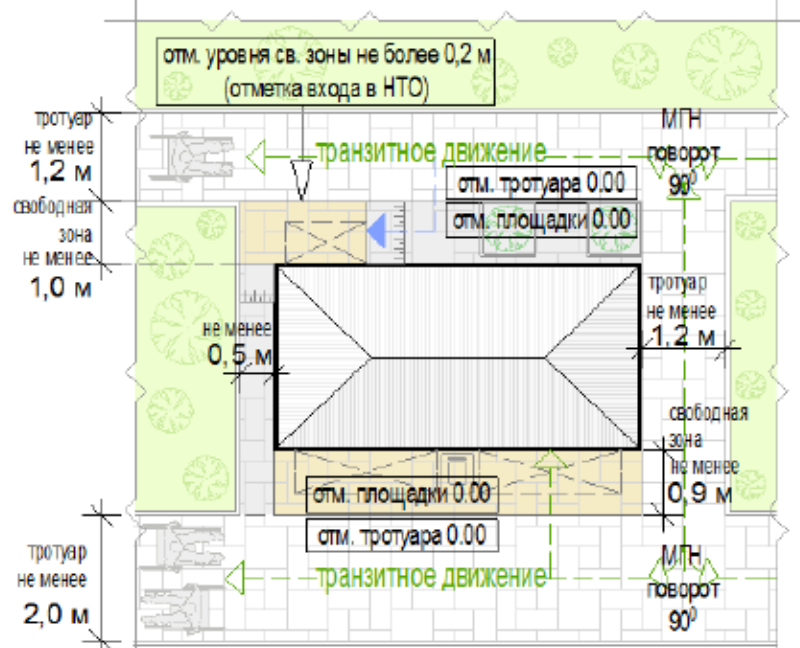 отм. уровня св. зоны не более 0,2 м
(отметка входа в НТО)
тротуар
не менее
1,2 м
транзитное движение
МГН
поворот
90⁰
отм. тротуара 0.00
отм. площадки 0.00
свободная
зона
не менее
1,0 м
тротуар
не менее
1,2 м
не менее
0,5 м
свободная
зона
не менее
0,9 м
отм. площадки 0.00
отм. тротуара 0.00
тротуар
не менее
2,0 м
транзитное движение
МГН
поворот
90⁰